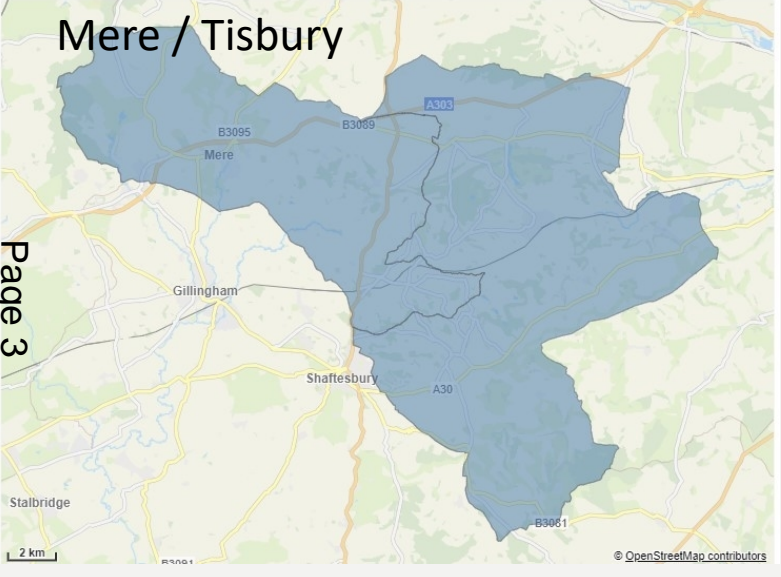 Mere / Tisbury
A303
B3095
B3089
Mere
Page 3
Gillingham
Shaftesbury
A30
Stalbridge
B3081
2 km
B3091
© OpenStreetMap contributors